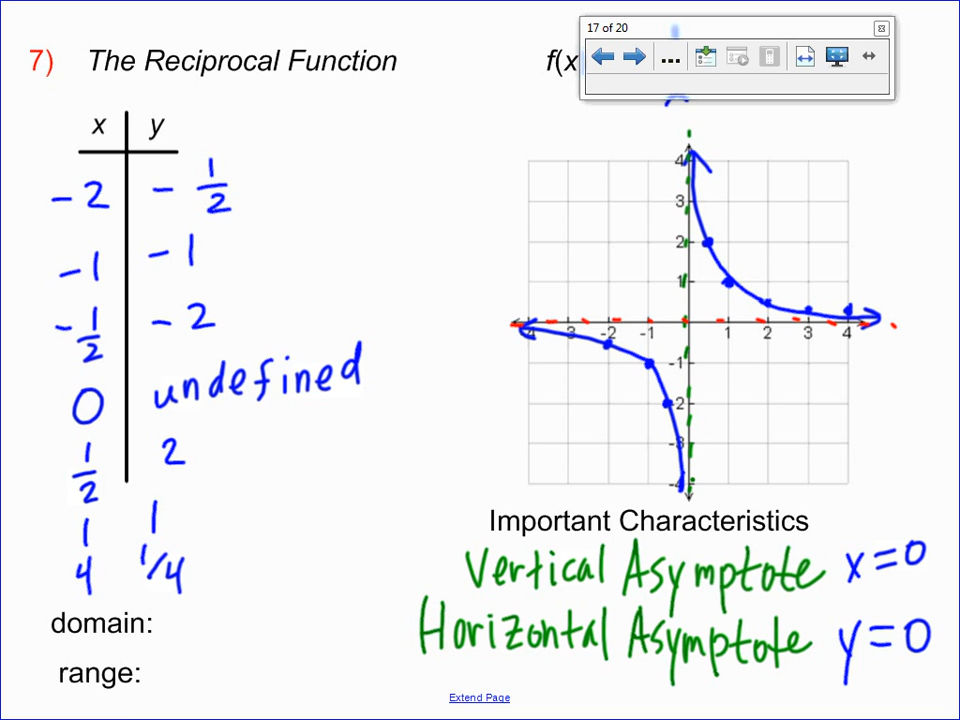 17 of 20
7) The Reciprocal Function f(x
x y
-2 - 1/2
-1 -1
- 1/2 -2
0 undefined
1/2 2
1 1
4 1/4
domain:
range:
4
3
2
1
-4 -3 -2 -1 1 2 3 4
-1
-2
-3
-4
Important Characteristics
Vertical Asymptote x=0
Horizontal Asymptote y=0
Extend Page